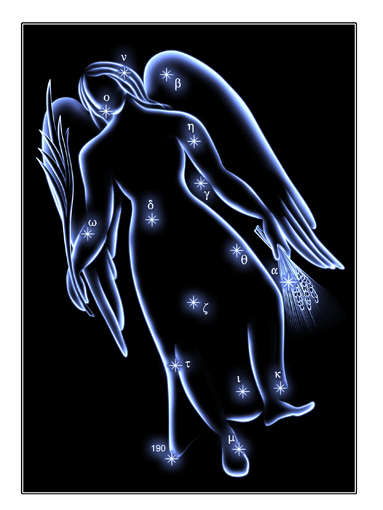 ν
β
ο
η
γ
δ
ω
θ
α
ζ
τ
ι
κ
μ
190